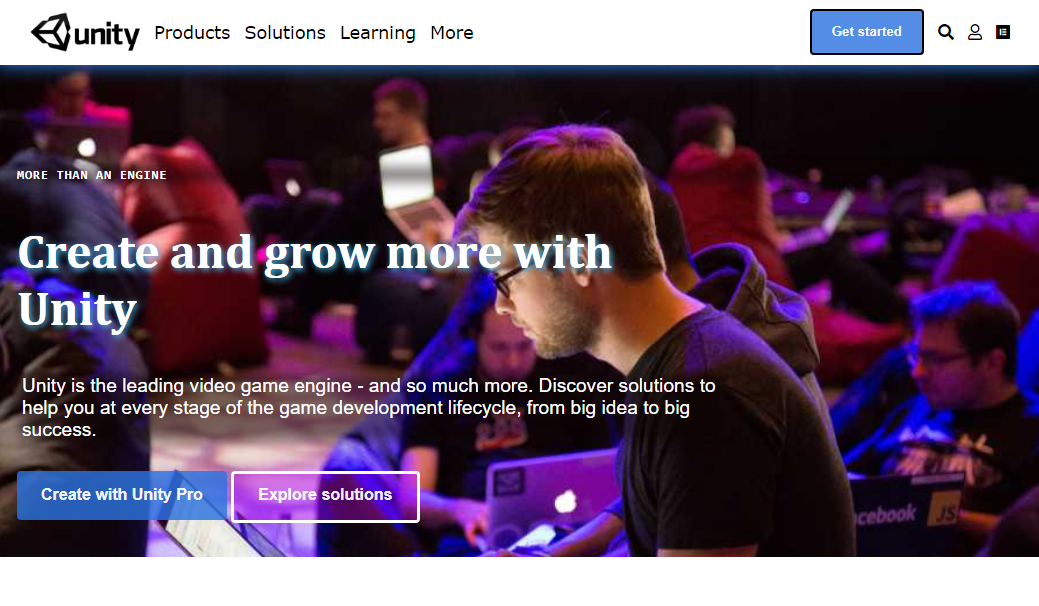 unity Products Solutions Learning More Get started
MORE THAN AN ENGINE
Create and grow more with
Unity
Unity is the leading video game engine - and so much more. Discover solutions to
help you at every stage of the game development lifecycle, from big idea to big
success.
Create with Unity Pro Explore solutions
facebook JS